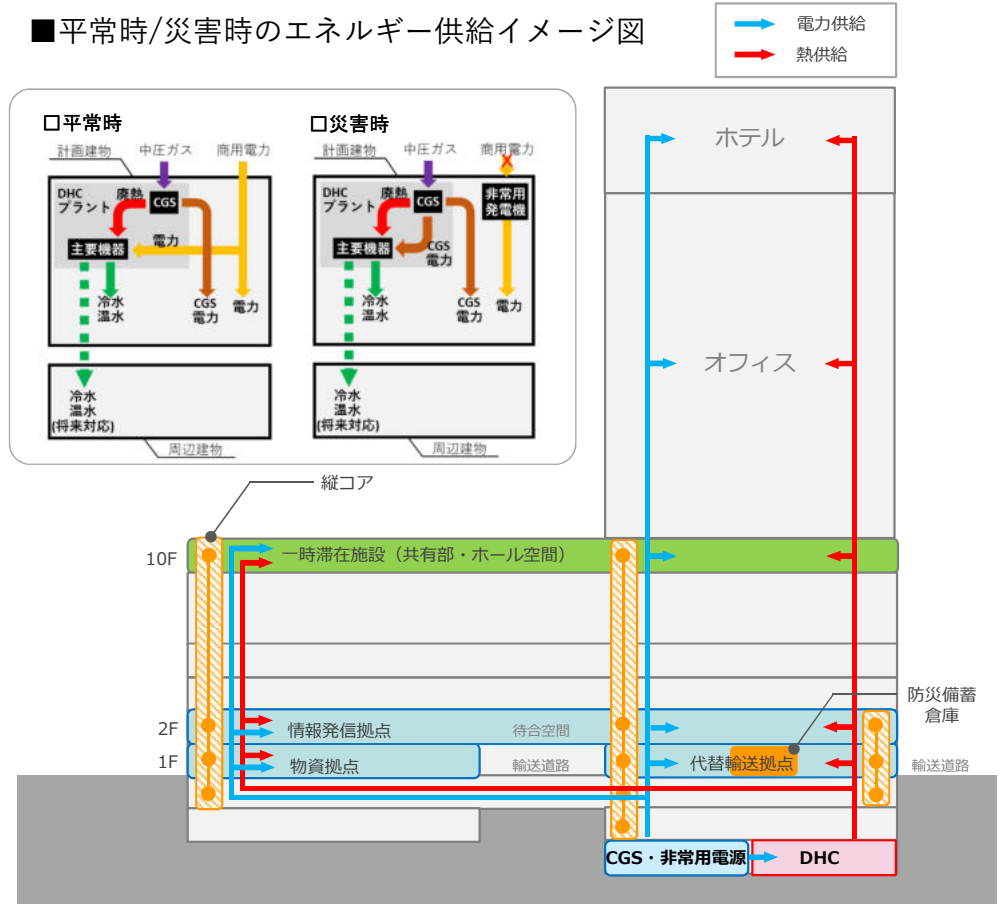 ■平常時/災害時のエネルギー供給イメージ図
電力供給
熱供給
□平常時
計画建物
中圧ガス
商用電力
DHC
プラント
廃熱
CGS
主要機器
電力
冷水
温水
CGS
電力
電力
冷水
温水
(将来対応)
周辺建物
□災害時
計画建物
中圧ガス
商用電力
DHC
プラント
廃熱
CGS
非常用
発電機
主要機器
CGS
電力
冷水
温水
CGS
電力
電力
冷水
温水
(将来対応)
周辺建物
ホテル
オフィス
縦コア
10F
一時滞在施設（共有部・ホール空間）
防災備蓄
倉庫
2F
情報発信拠点
待合空間
1F
物資拠点
輸送道路
代替輸送拠点
輸送道路
CGS・非常用電源
DHC